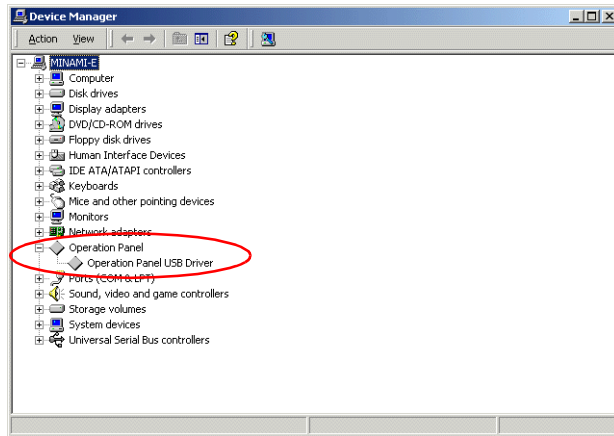 Device Manager
Action View
MINAMI-E
Computer
Disk drives
Display adapters
DVD/CD-ROM drives
Floppy disk drives
Human Interface Devices
IDE ATA/ATAPI controllers
Keyboards
Mice and other pointing devices
Monitors
Network adapters
Operation Panel
Operation Panel USB Driver
Ports (COM & LPT)
Sound, video and game controllers
Storage volumes
System devices
Universal Serial Bus controllers